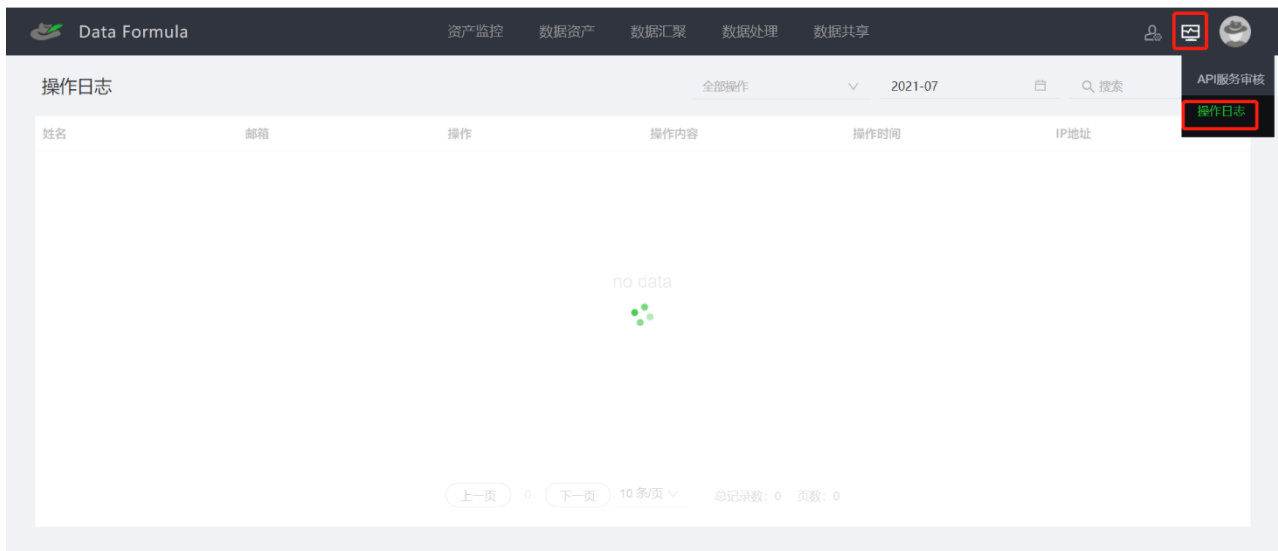 Data Formula 资产监控 数据资产 数据汇聚 数据处理 数据共享
操作日志 全部操作 2021-07 搜索 API服务审核
操作日志
姓名 邮箱 操作 操作内容 操作时间 IP地址
no data
上一页 0 下一页 10 条/页 总记录数: 0 页数: 0